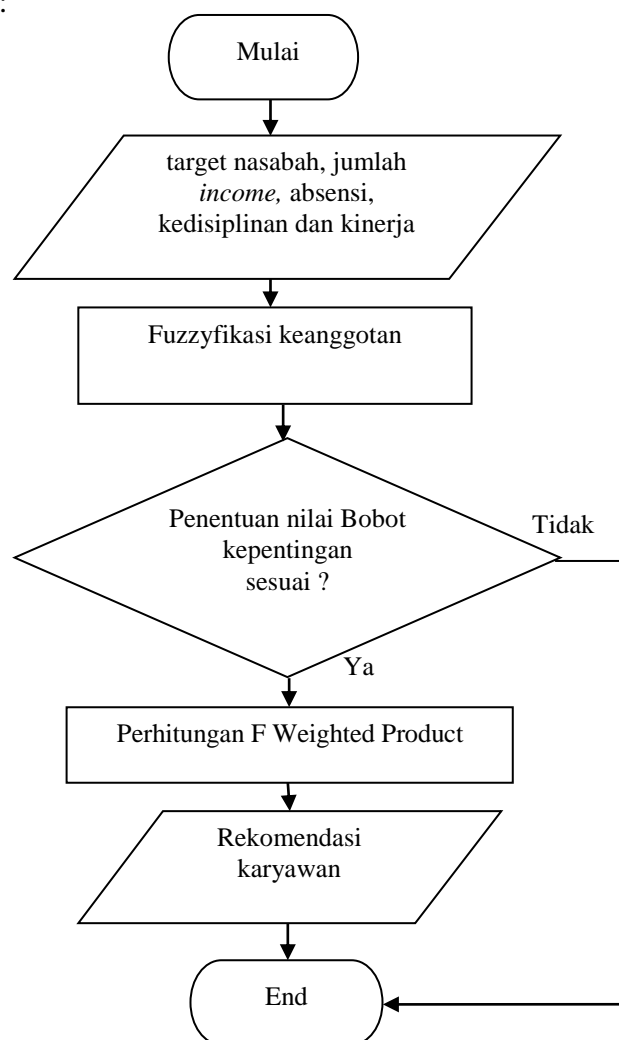 :
Mulai
target nasabah, jumlah
income, absensi,
kedisiplinan dan kinerja
Fuzzyfikasi keanggotan
Penentuan nilai Bobot
kepentingan
sesuai ?
Tidak
Ya
Perhitungan F Weighted Product
Rekomendasi
karyawan
End